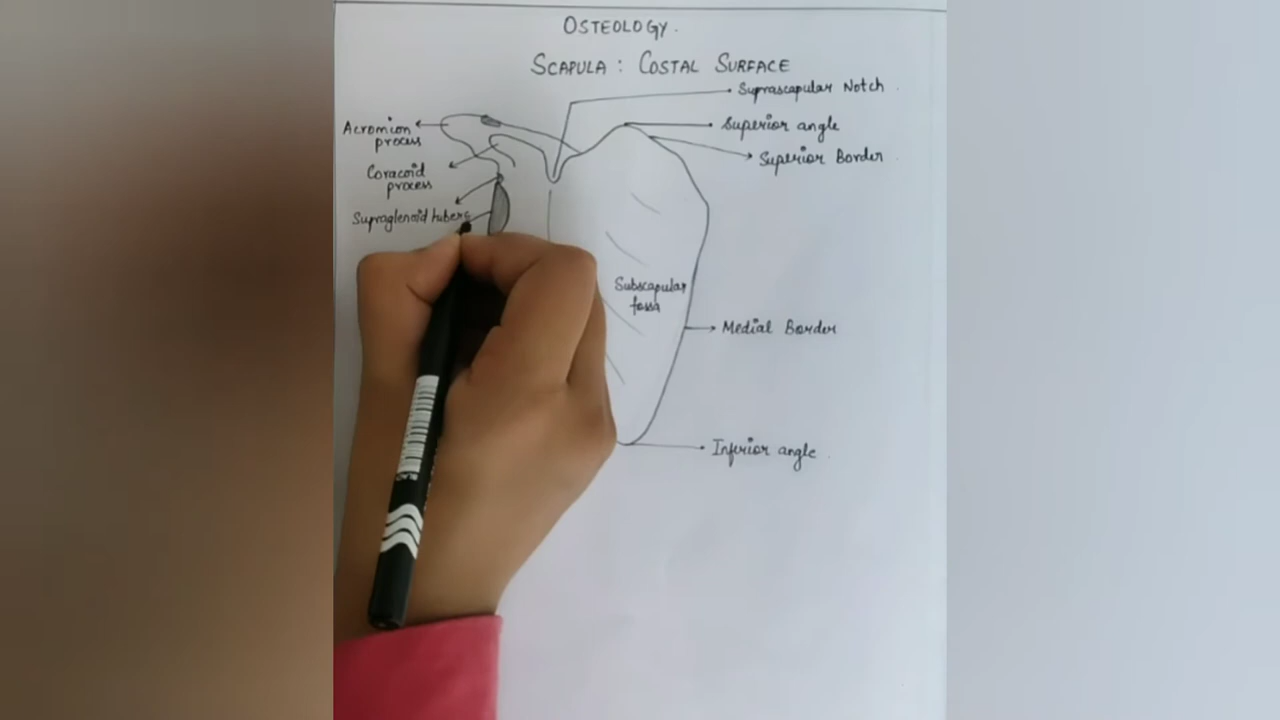 OSTEOLOGY.
SCAPULA : COSTAL SURFACE
Suprascapular Notch
Superior angle
Superior Border
Acromion
process
Coracoid
process
Supraglenoid
Subscapular
fossa
Medial Border
Inferior angle